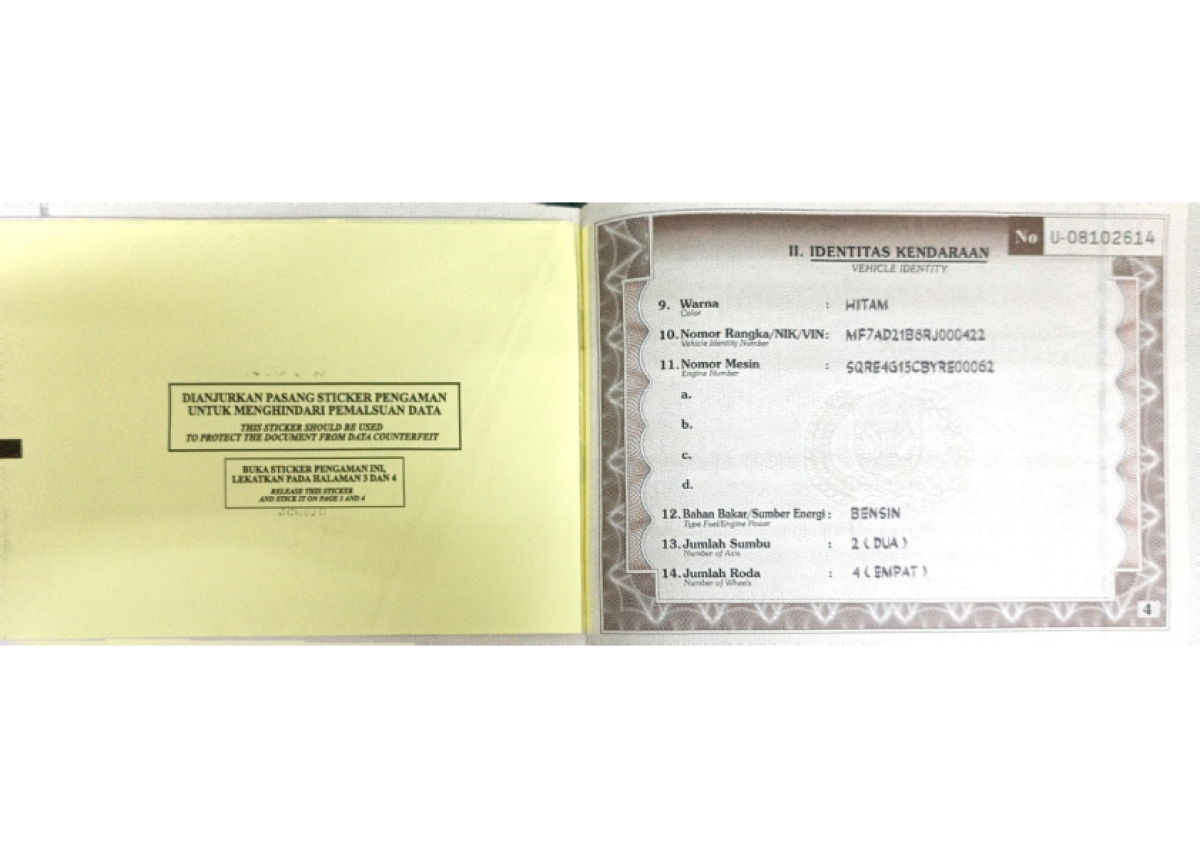 DIANJURKAN PASANG STICKER PENGAMAN
UNTUK MENGHINDARI PEMALSUAN DATA
THIS STICKER SHOULD BE USED
TO PROTECT THE DOCUMENT FROM DATA COUNTERFEIT
BUKA STICKER PENGAMAN INI,
LEKATKAN PADA HALAMAN 3 DAN 4
RELEASE THIS STICKER
AND STICK IT ON PAGE 3 AND 4
No U-08102614
II. IDENTITAS KENDARAAN
VEHICLE IDENTITY
9. Warna : HITAM
Color
10. Nomor Rangka/NIK/VIN: MF7AD21B6RJ000422
Vehicle Identity Number
11. Nomor Mesin : SQRE4G15CBYRE00062
Engine Number
a.
b.
c.
d.
12. Bahan Bakar/Sumber Energi : BENSIN
Type Fuel/Engine Power
13. Jumlah Sumbu : 2 ( DUA )
Number of Axis
14. Jumlah Roda : 4 ( EMPAT )
Number of Wheels
4